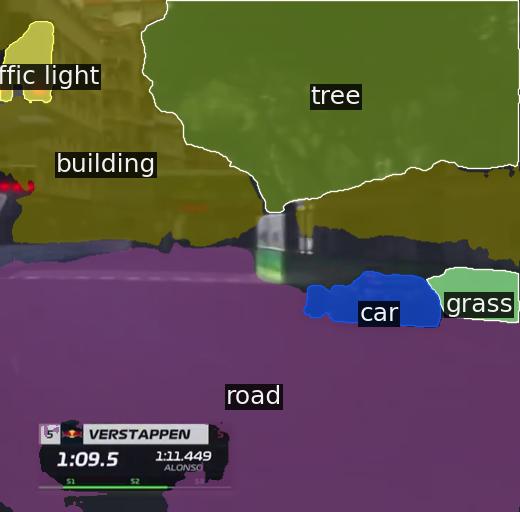 ffic light
tree
building
grass
car
road
5 VERSTAPPEN
1:09.5 1:11.449
ALONSO
S1 S2